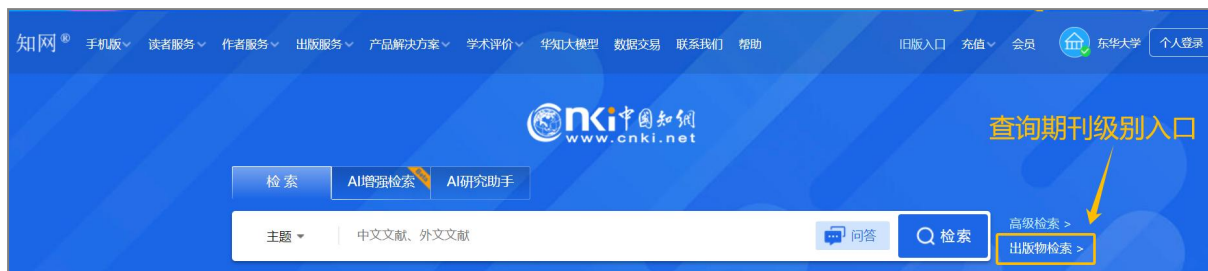 知网® 手机版 读者服务 作者服务 出版服务 产品解决方案 学术评价 华知大模型 数据交易 联系我们 帮助 旧版入口 充值 会员 东华大学 个人登录
cnki中国知网
www.cnki.net
查询期刊级别入口
检索 AI增强检索 Beta AI研究助手
高级检索 >
主题 中文文献、外文文献 问答 检索
出版物检索 >